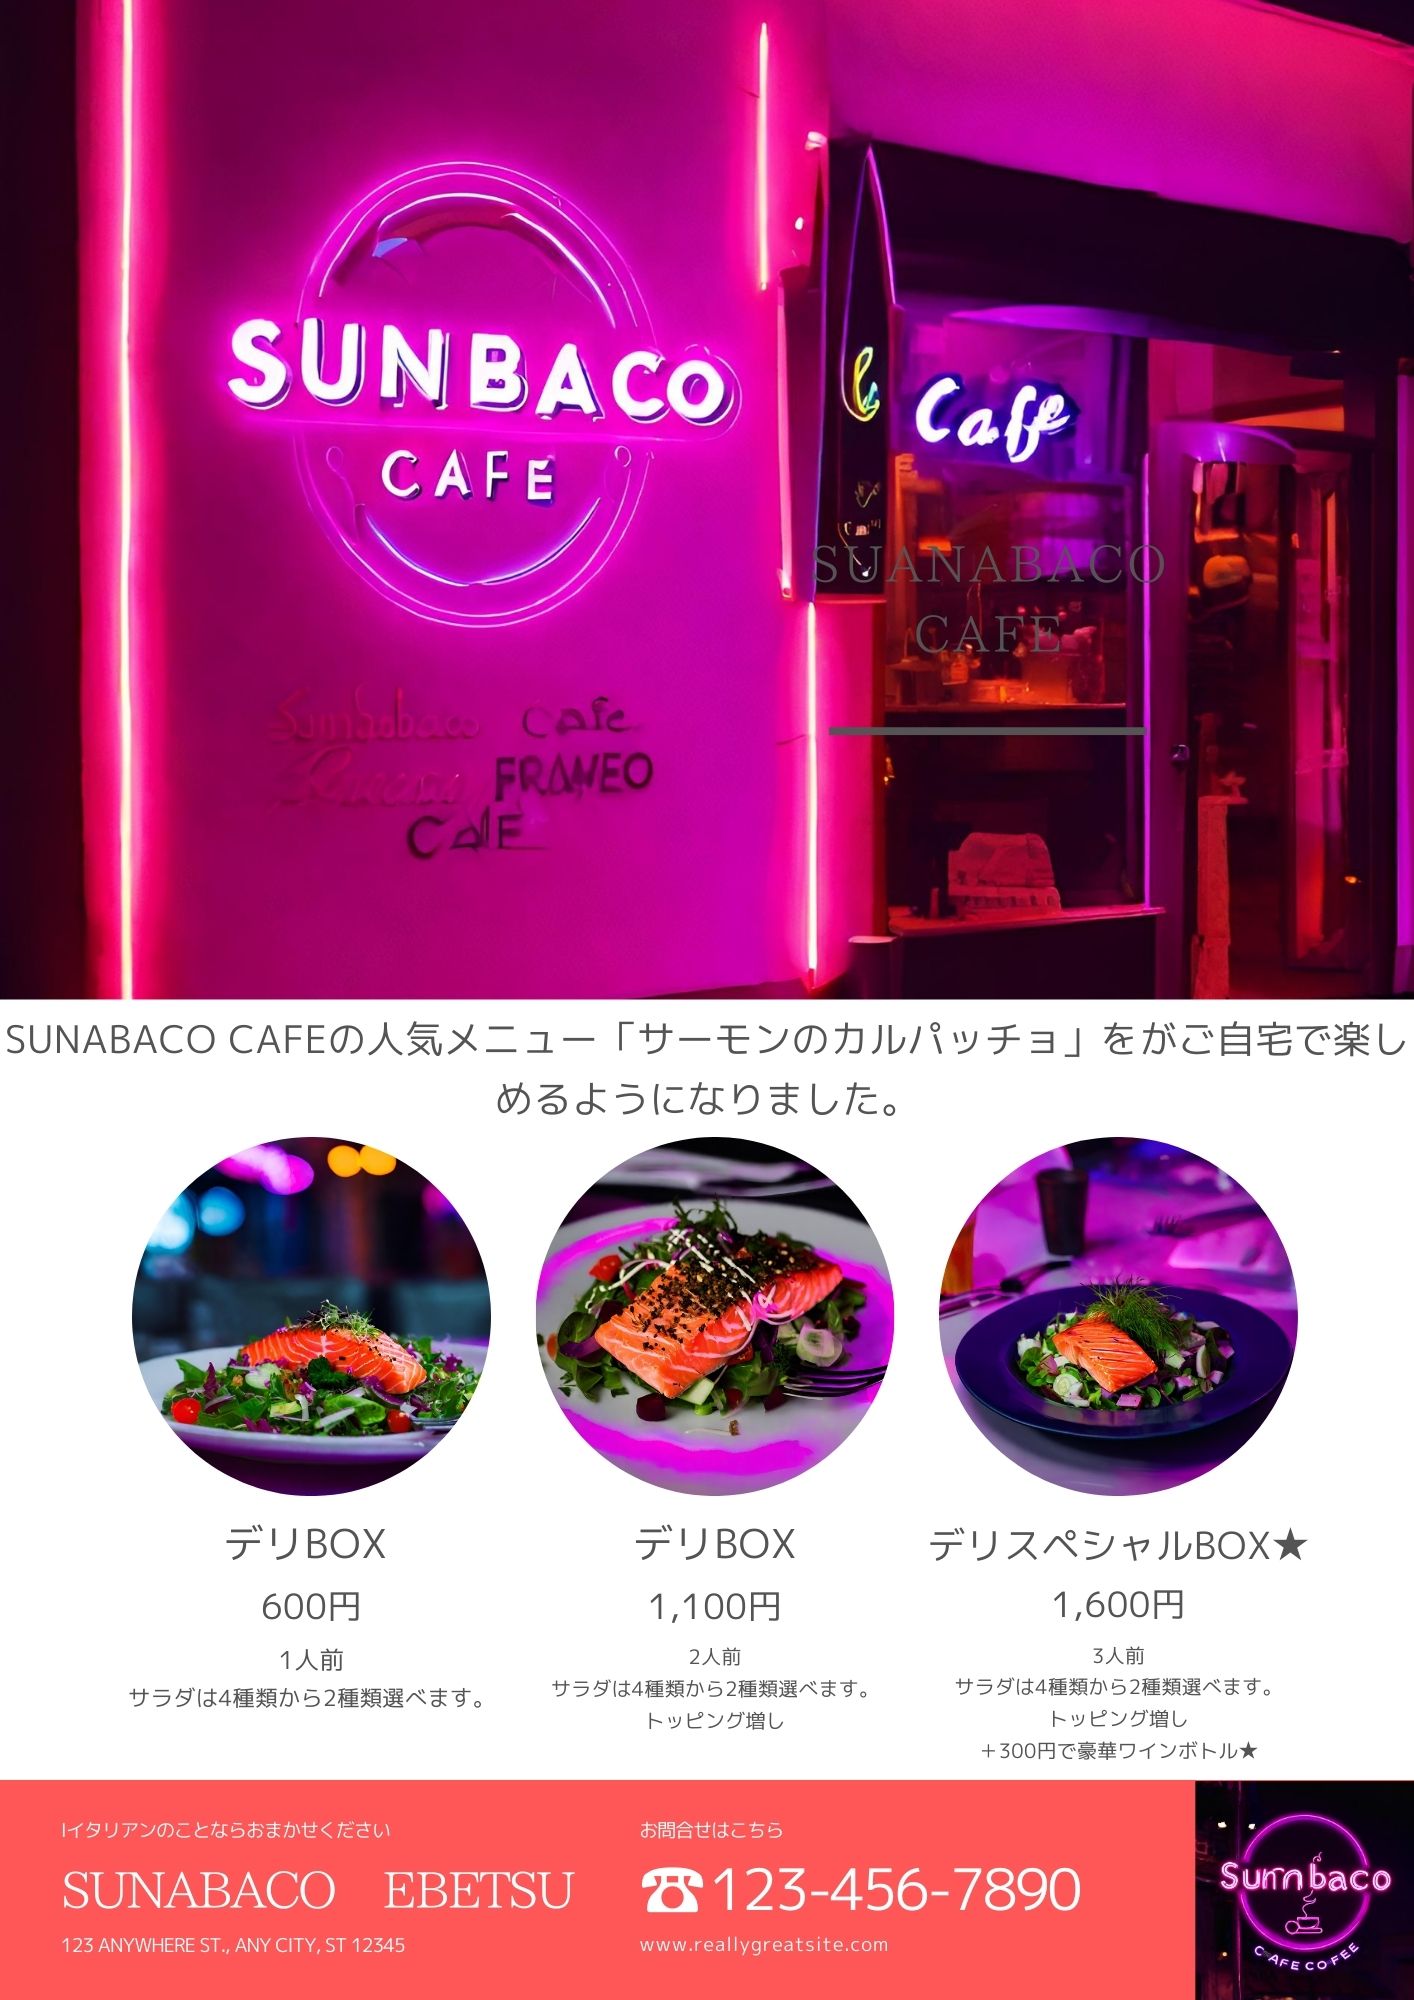 SUNBACO
CAFE
Cafe
SUANABACO
CAFE
Cafe
FRANEO
SUNABACO CAFEの人気メニュー「サーモンのカルパッチョ」をがご自宅で楽し
めるようになりました。
デリBOX
600円
1人前
サラダは4種類から2種類選べます。
デリBOX
1,100円
2人前
サラダは4種類から2種類選べます。
トッピング増し
デリスペシャルBOX★
1,600円
3人前
サラダは4種類から2種類選べます。
トッピング増し
＋300円で豪華ワインボトル★
Iイタリアンのことならおまかせください
SUNABACO EBETSU
123 ANYWHERE ST., ANY CITY, ST 12345
お問合せはこちら
☎123-456-7890
www.reallygreatsite.com
Sunnbaco
CAFE COFEE